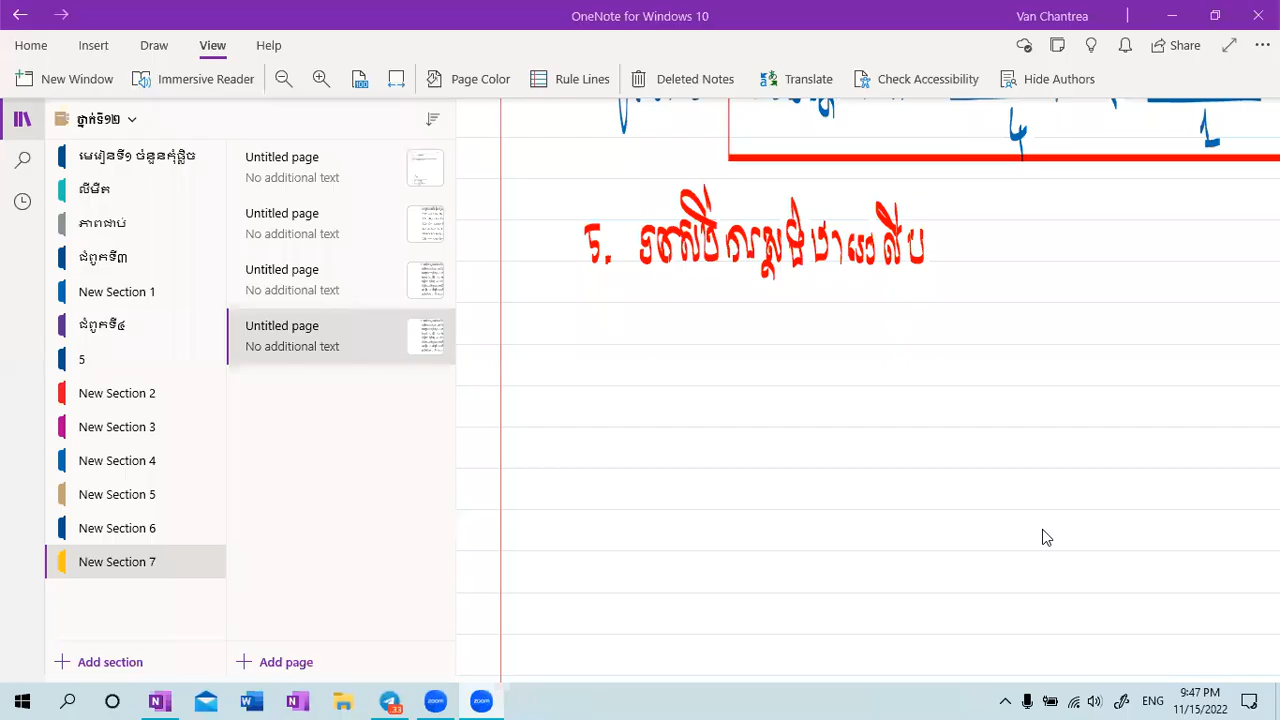 OneNote for Windows 10
Van Chantrea
Home Insert Draw View Help
Share
New Window Immersive Reader Page Color Rule Lines Deleted Notes Translate Check Accessibility Hide Authors
ថ្នាក់ទី១២
មេរៀនទី១ ចំនួនកុំផ្លិច
លីមីត
ភាពជាប់
ជំពូកទី៣
New Section 1
ជំពូកទី៤
5
New Section 2
New Section 3
New Section 4
New Section 5
New Section 6
New Section 7
Add section
Untitled page
No additional text
Untitled page
No additional text
Untitled page
No additional text
Untitled page
No additional text
Add page
4 1
33
zoom
zoom
ENG
9:47 PM
11/15/2022